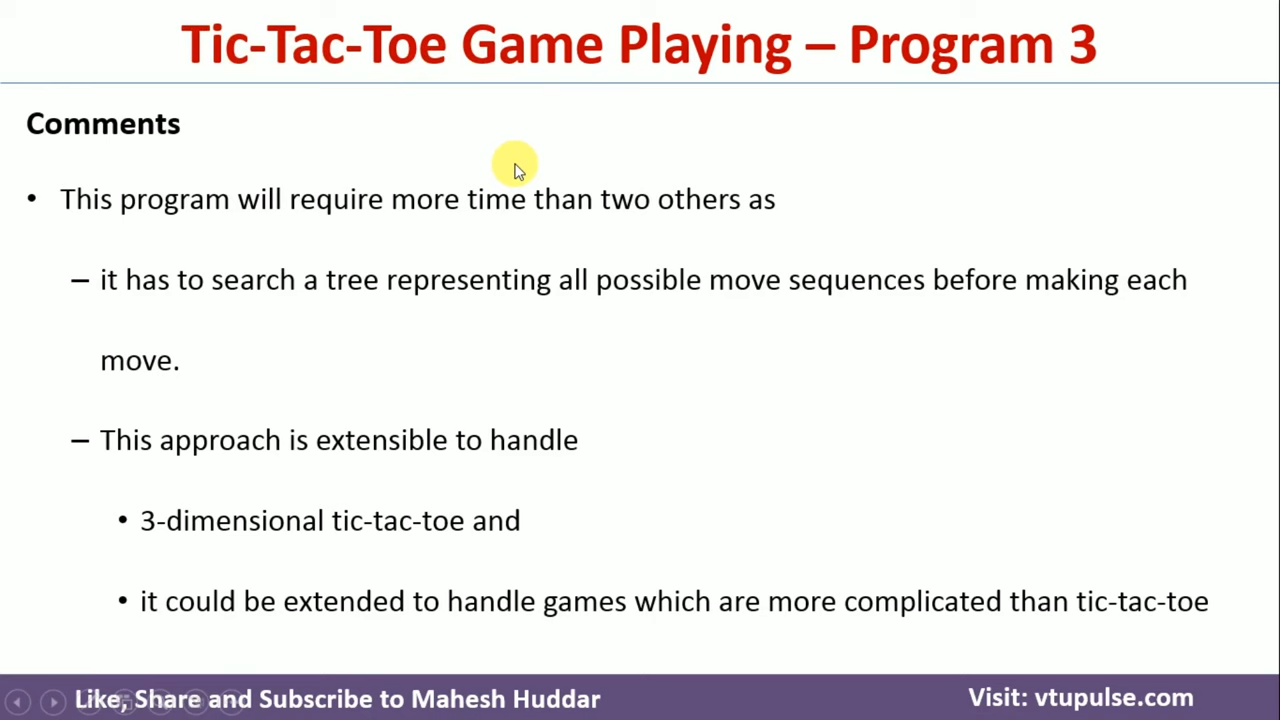 Tic-Tac-Toe Game Playing – Program 3
Comments
• This program will require more time than two others as
– it has to search a tree representing all possible move sequences before making each
move.
– This approach is extensible to handle
• 3-dimensional tic-tac-toe and
• it could be extended to handle games which are more complicated than tic-tac-toe
Like, Share and Subscribe to Mahesh Huddar
Visit: vtupulse.com